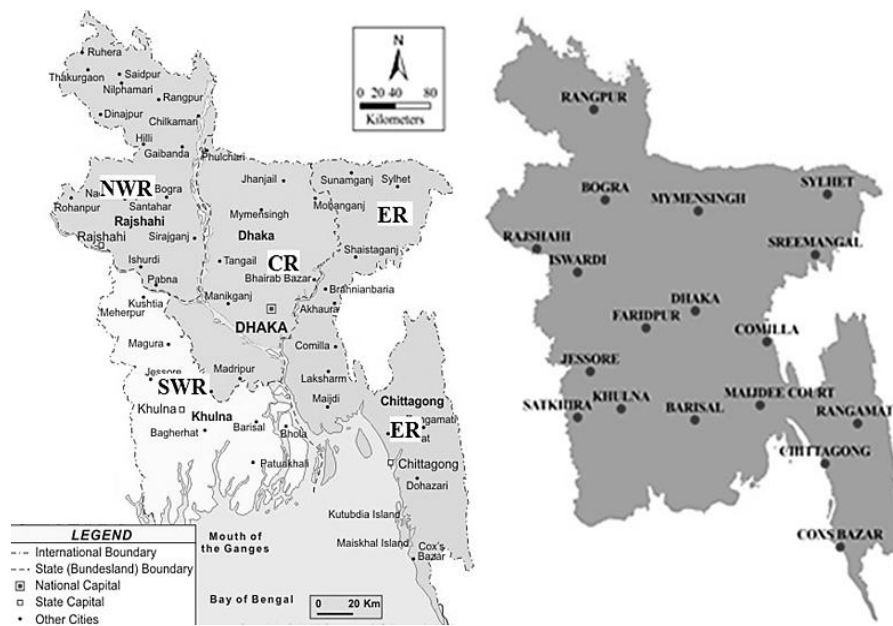 Ruhera
Thakurgaon
Saidpur
Nilphamari
Rangpur
Dinajpur
Chilkamari
Hilli
Gaibanda
Phulchari
NWR
Bogra
Rohanpur
Santahar
Rajshahi
Rajshahi
Sirajganj
Ishurdi
Pabna
Jhanjail
Sunamganj
Sylhet
Mohanganj
Mymensingh
ER
Dhaka
Shaistaganj
CR
Tangail
Bhairab Bazar
Manikganj
Brahnianbaria
Akhaura
DHAKA
Kushtia
Meherpur
Magura
Comilla
Jessore
Madripur
Laksharm
SWR
Chittagong
Khulna
Khulna
Maijdi
ER
Bagherhat
Barisal
Bhola
Chittagong
Patuakhali
Dohazari
Kutubdia Island
Maiskhal Island
Cox's
Bazar
Mouth of
the Ganges
Bay of Bengal
0 20 Km
LEGEND
International Boundary
State (Bundesland) Boundary
National Capital
State Capital
Other Cities
N
0 20 40 80
Kilometers
RANGPUR
BOGRA
MYMENSINGH
SYLHET
RAJSHAHI
SREEMANGAL
ISWARDI
DHAKA
FARIDPUR
COMILLA
JESSORE
KHULNA
MAIJDEE COURT
SATKHIRA
BARISAL
RANGAMAT
CHITTAGONG
COXS BAZAR